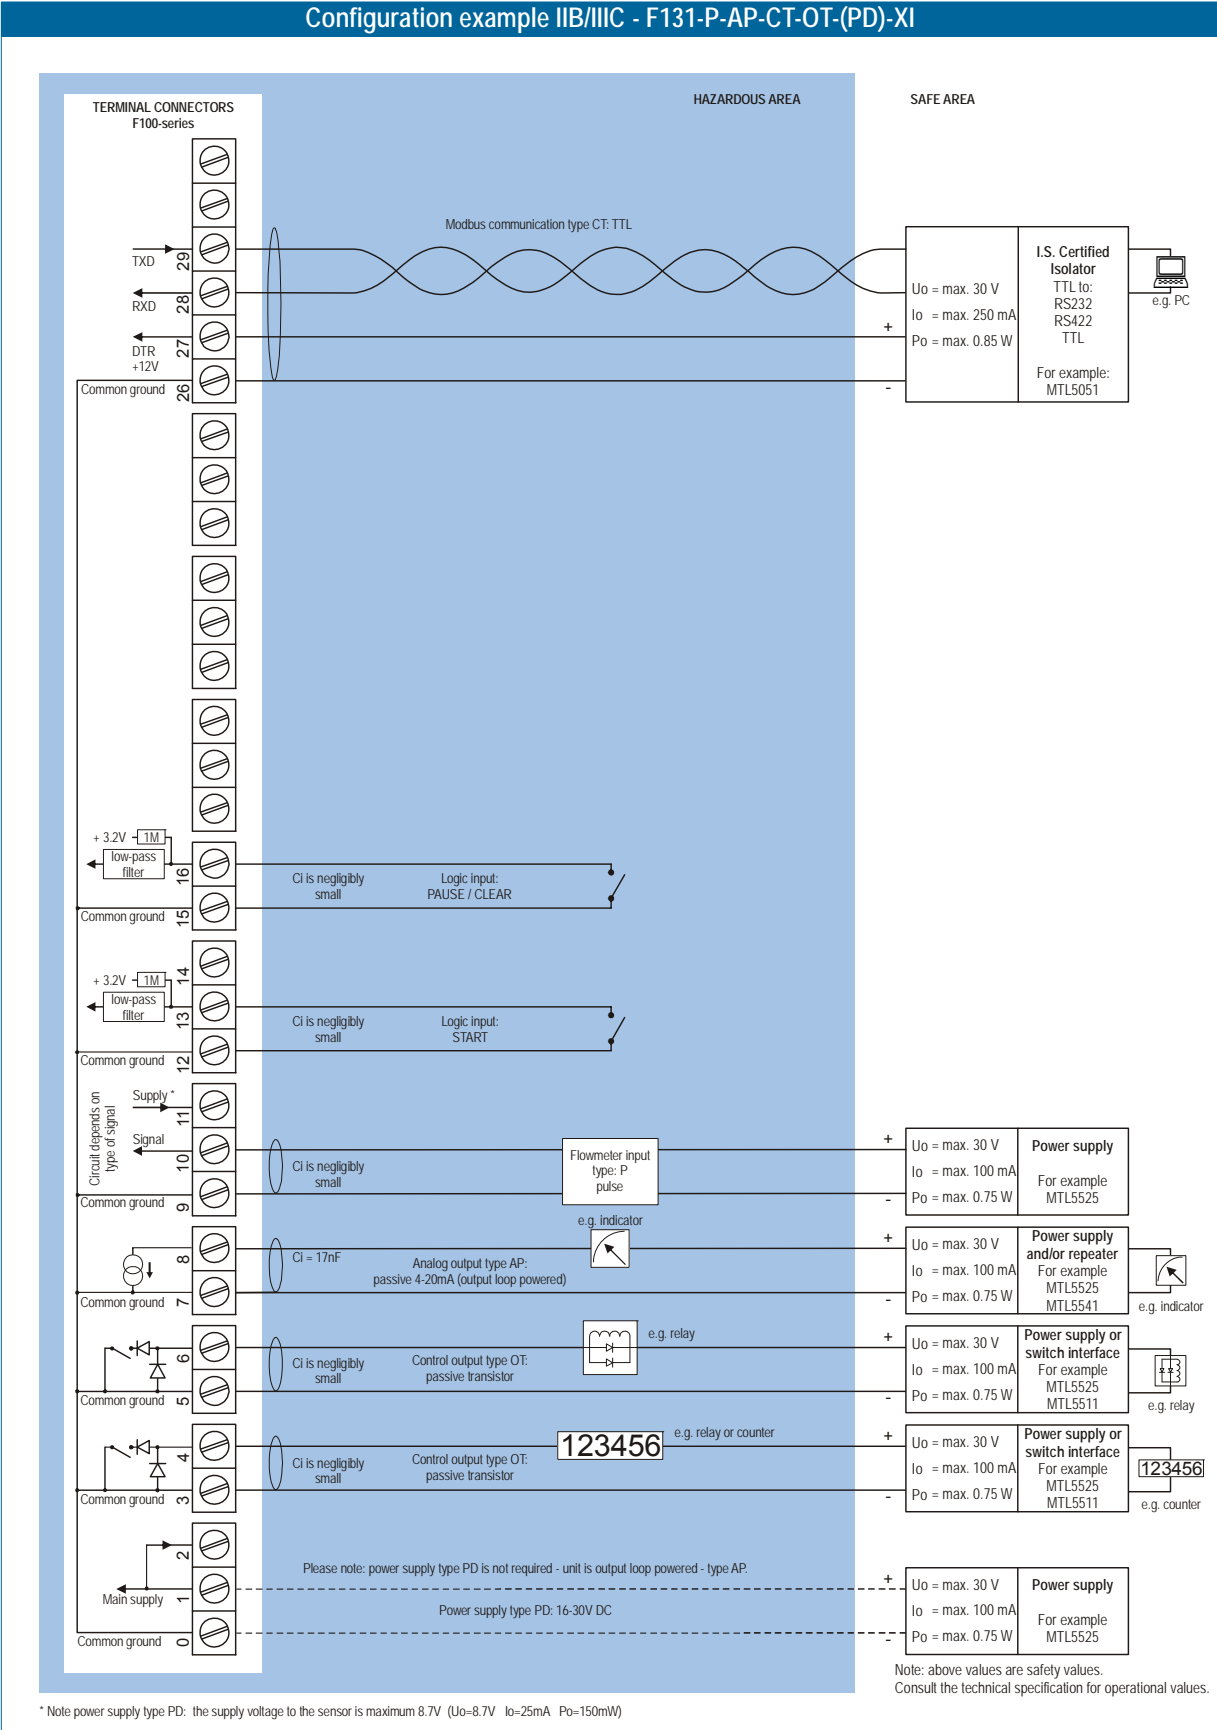 Configuration example IIB/IIIC - F131-P-AP-CT-OT-(PD)-XI
TERMINAL CONNECTORS
F100-series
HAZARDOUS AREA
SAFE AREA
Modbus communication type CT: TTL
TXD
29
RXD
28
DTR
+12V
27
Common ground
26
+
-
Uo = max. 30 V
Io = max. 250 mA
Po = max. 0.85 W
I.S. Certified
Isolator
TTL to:
RS232
RS422
TTL
For example:
MTL5051
e.g. PC
+ 3.2V
1M
low-pass
filter
16
Common ground
15
Ci is negligibly
small
Logic input:
PAUSE / CLEAR
14
+ 3.2V
1M
low-pass
filter
13
Common ground
12
Ci is negligibly
small
Logic input:
START
Circuit depends on
type of signal
Supply *
11
Signal
10
Common ground
9
Ci is negligibly
small
Flowmeter input
type: P
pulse
+
-
Uo = max. 30 V
Io = max. 100 mA
Po = max. 0.75 W
Power supply
For example
MTL5525
8
Common ground
7
Ci = 17nF
Analog output type AP:
passive 4-20mA (output loop powered)
e.g. indicator
+
-
Uo = max. 30 V
Io = max. 100 mA
Po = max. 0.75 W
Power supply
and/or repeater
For example
MTL5525
MTL5541
e.g. indicator
6
Common ground
5
Ci is negligibly
small
Control output type OT:
passive transistor
e.g. relay
+
-
Uo = max. 30 V
Io = max. 100 mA
Po = max. 0.75 W
Power supply or
switch interface
For example
MTL5525
MTL5511
e.g. relay
4
Common ground
3
Ci is negligibly
small
Control output type OT:
passive transistor
123456
e.g. relay or counter
+
-
Uo = max. 30 V
Io = max. 100 mA
Po = max. 0.75 W
Power supply or
switch interface
For example
MTL5525
MTL5511
123456
e.g. counter
2
Main supply
1
Common ground
0
Please note: power supply type PD is not required - unit is output loop powered - type AP.
Power supply type PD: 16-30V DC
+
-
Uo = max. 30 V
Io = max. 100 mA
Po = max. 0.75 W
Power supply
For example
MTL5525
Note: above values are safety values.
Consult the technical specification for operational values.
* Note power supply type PD: the supply voltage to the sensor is maximum 8.7V (Uo=8.7V Io=25mA Po=150mW)